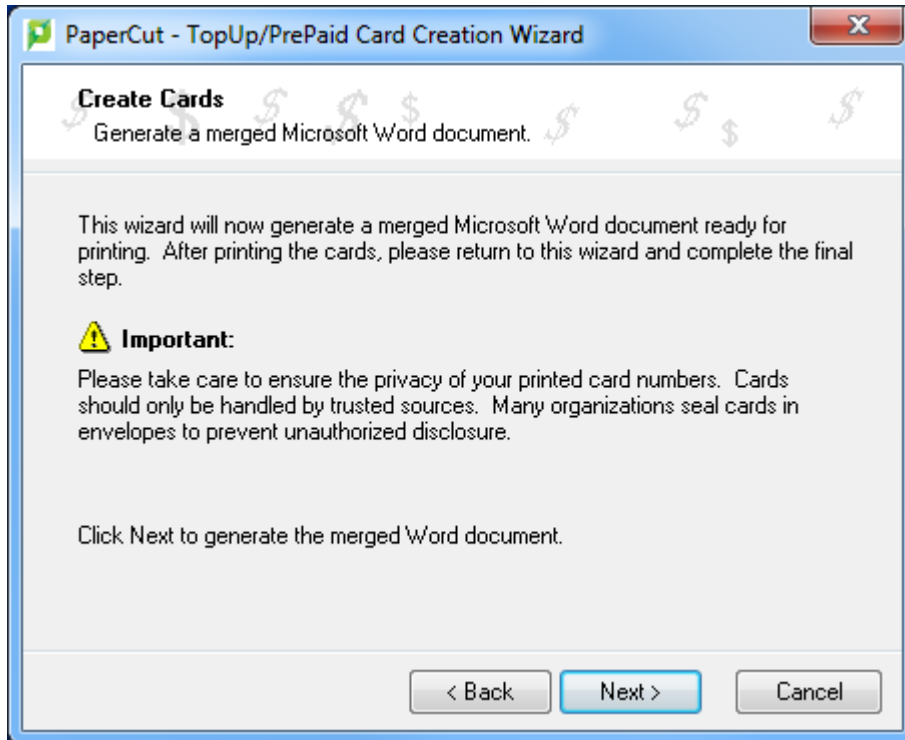 PaperCut - TopUp/PrePaid Card Creation Wizard
X
Create Cards
Generate a merged Microsoft Word document.
This wizard will now generate a merged Microsoft Word document ready for
printing.  After printing the cards, please return to this wizard and complete the final
step.
Important:
Please take care to ensure the privacy of your printed card numbers.  Cards
should only be handled by trusted sources.  Many organizations seal cards in
envelopes to prevent unauthorized disclosure.
Click Next to generate the merged Word document.
< Back Next > Cancel